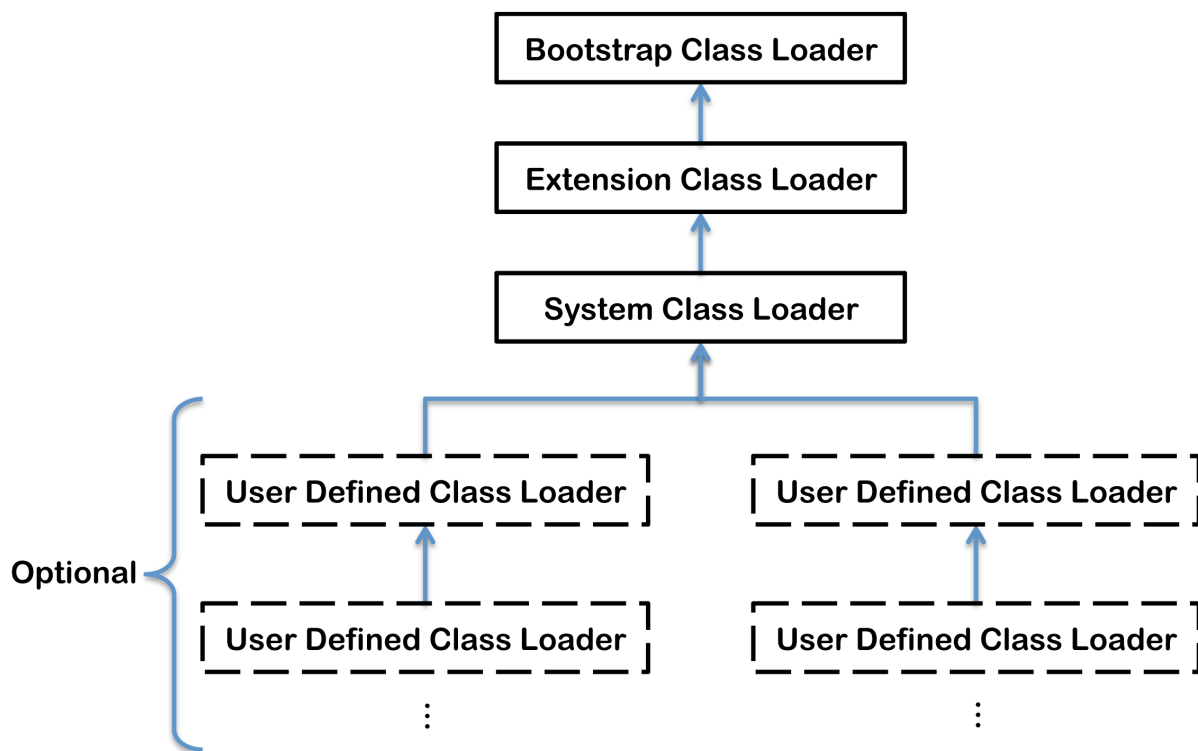 Bootstrap Class Loader
Extension Class Loader
System Class Loader
User Defined Class Loader
User Defined Class Loader
Optional
User Defined Class Loader
User Defined Class Loader
⋮
⋮